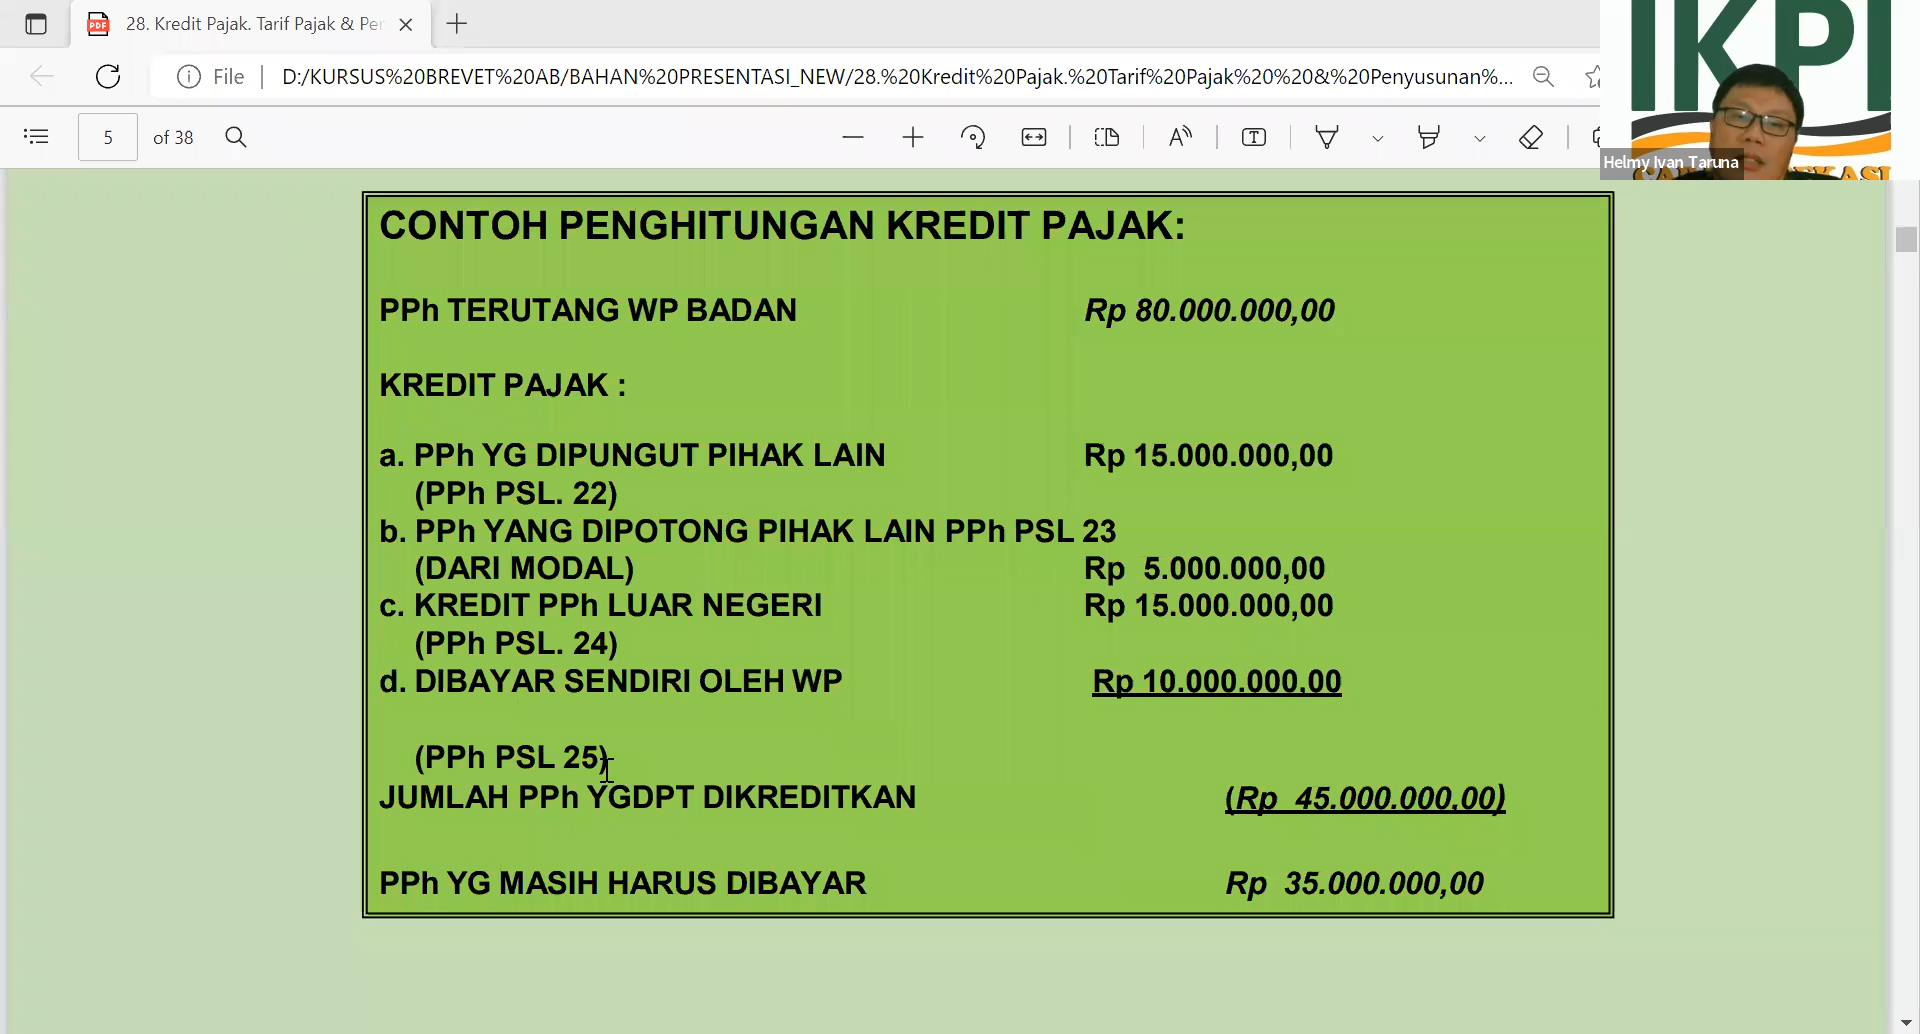 28. Kredit Pajak. Tarif Pajak & Per
File
D:/KURSUS%20BREVET%20AB/BAHAN%20PRESENTASI_NEW/28.%20Kredit%20Pajak.%20Tarif%20Pajak%20%20&%20Penyusunan%...
5 of 38
IKPI
Helmy Ivan Taruna
CONTOH PENGHITUNGAN KREDIT PAJAK:
PPh TERUTANG WP BADAN Rp 80.000.000,00
KREDIT PAJAK :
a. PPh YG DIPUNGUT PIHAK LAIN Rp 15.000.000,00
(PPh PSL. 22)
b. PPh YANG DIPOTONG PIHAK LAIN PPh PSL 23
(DARI MODAL) Rp 5.000.000,00
c. KREDIT PPh LUAR NEGERI Rp 15.000.000,00
(PPh PSL. 24)
d. DIBAYAR SENDIRI OLEH WP Rp 10.000.000,00
(PPh PSL 25)
JUMLAH PPh YGDPT DIKREDITKAN (Rp 45.000.000,00)
PPh YG MASIH HARUS DIBAYAR Rp 35.000.000,00